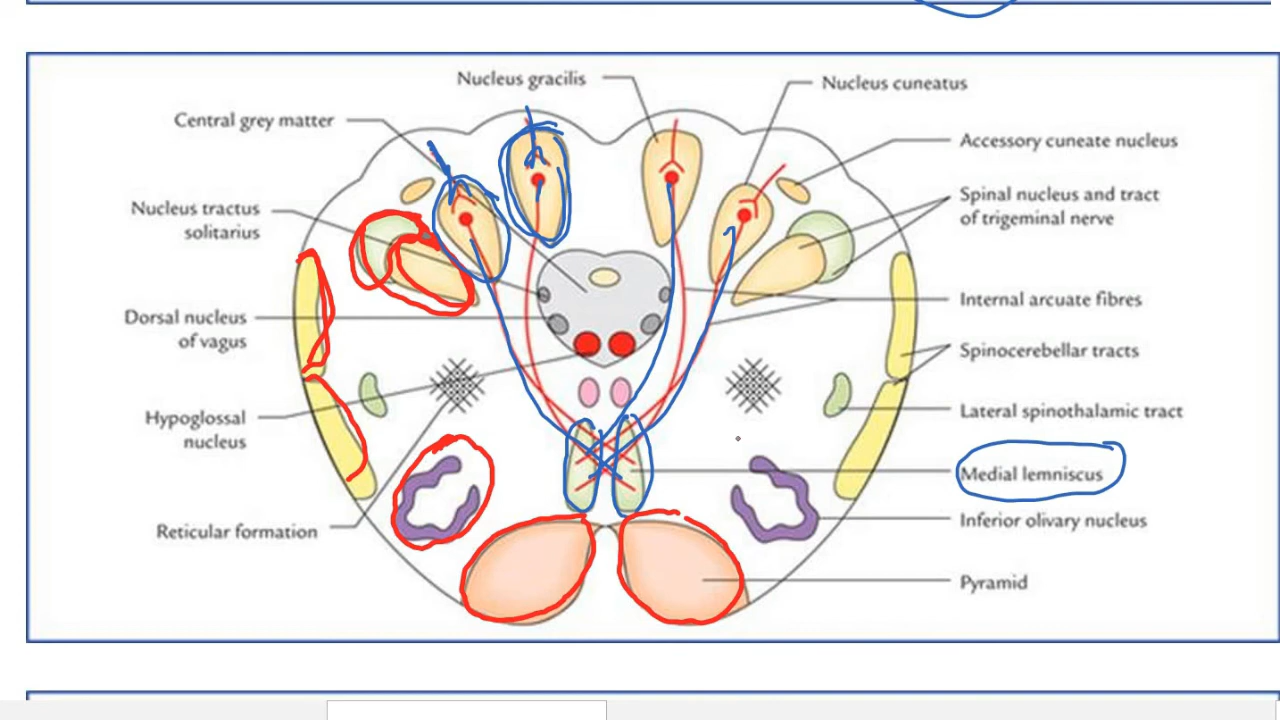 Nucleus gracilis
Nucleus cuneatus
Central grey matter
Accessory cuneate nucleus
Nucleus tractus
solitarius
Spinal nucleus and tract
of trigeminal nerve
Dorsal nucleus
of vagus
Internal arcuate fibres
Spinocerebellar tracts
Hypoglossal
nucleus
Lateral spinothalamic tract
Medial lemniscus
Reticular formation
Inferior olivary nucleus
Pyramid